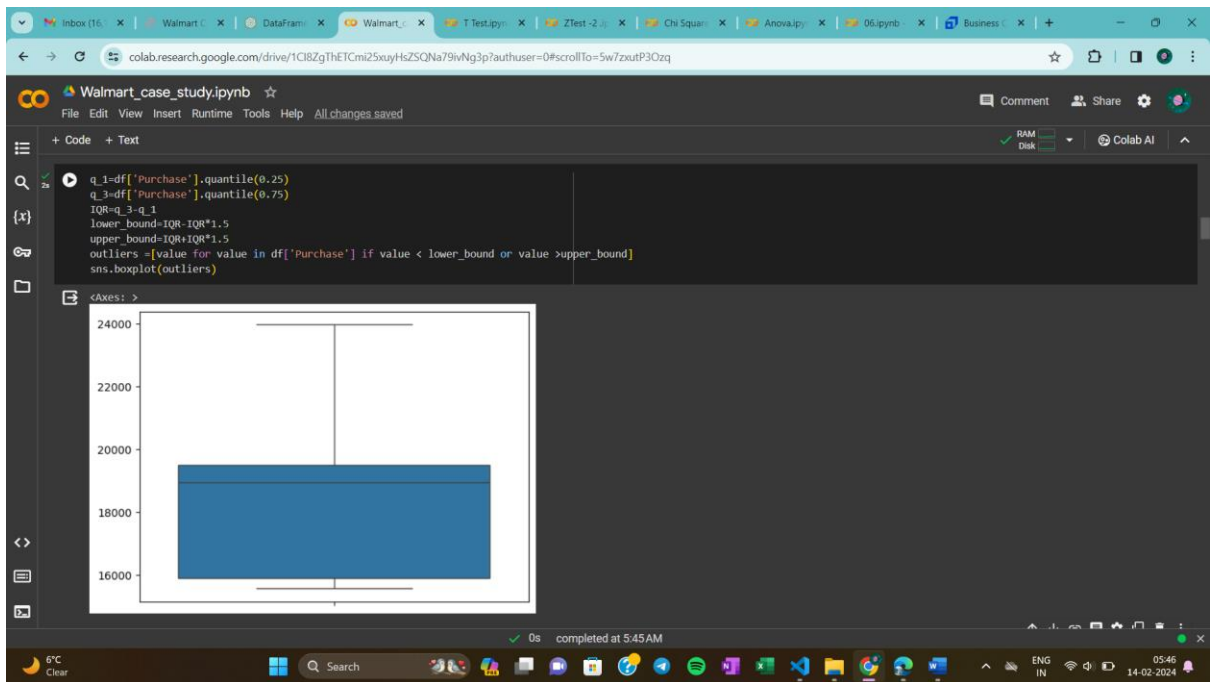 Inbox (16. Walmart C DataFrame Walmart_c T Test.ipyn ZTest -2 .ip Chi Square Anova.ipy 06.ipynb - Business C
colab.research.google.com/drive/1CI8ZgThETCmi25xuyHsZSQNa79ivNg3p?authuser=0#scrollTo=5w7zxutP3Ozq
CO Walmart_case_study.ipynb
Comment Share
File Edit View Insert Runtime Tools Help All changes saved
+ Code + Text
RAM
Disk
Colab AI
2s
q_1=df['Purchase'].quantile(0.25)
q_3=df['Purchase'].quantile(0.75)
IQR=q_3-q_1
lower_bound=IQR-IQR*1.5
upper_bound=IQR+IQR*1.5
outliers =[value for value in df['Purchase'] if value < lower_bound or value >upper_bound]
sns.boxplot(outliers)
{x}
<Axes: >
24000
22000
20000
18000
16000
0s completed at 5:45 AM
6°C
Clear
Search
ENG
IN
05:46
14-02-2024